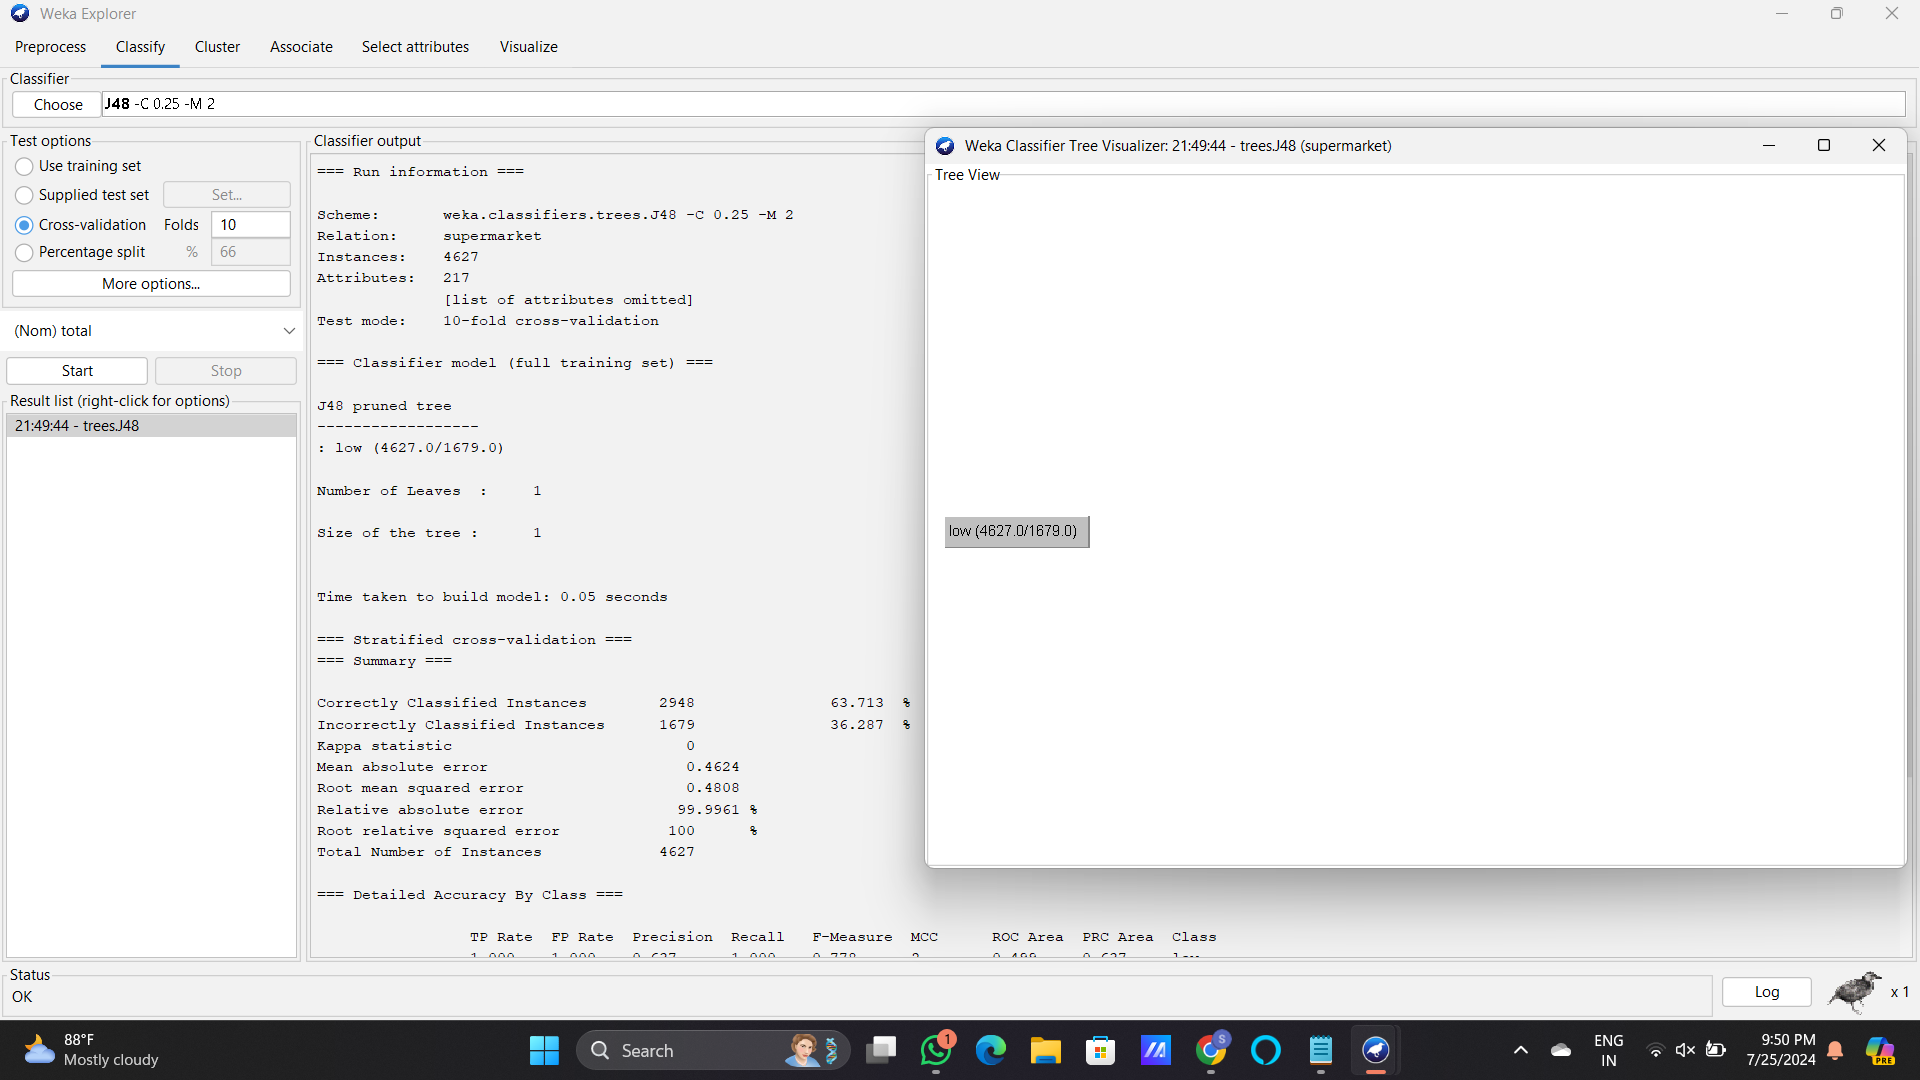 Weka Explorer
Preprocess Classify Cluster Associate Select attributes Visualize
Classifier
Choose J48 -C 0.25 -M 2
Test options
Use training set
Supplied test set Set...
Cross-validation Folds 10
Percentage split % 66
More options...
(Nom) total
Start Stop
Result list (right-click for options)
21:49:44 - trees.J48
Classifier output
=== Run information ===
Scheme: weka.classifiers.trees.J48 -C 0.25 -M 2
Relation: supermarket
Instances: 4627
Attributes: 217
[list of attributes omitted]
Test mode: 10-fold cross-validation
=== Classifier model (full training set) ===
J48 pruned tree
------------------
: low (4627.0/1679.0)
Number of Leaves : 1
Size of the tree : 1
Time taken to build model: 0.05 seconds
=== Stratified cross-validation ===
=== Summary ===
Correctly Classified Instances 2948 63.713 %
Incorrectly Classified Instances 1679 36.287 %
Kappa statistic 0
Mean absolute error 0.4624
Root mean squared error 0.4808
Relative absolute error 99.9961 %
Root relative squared error 100 %
Total Number of Instances 4627
=== Detailed Accuracy By Class ===
TP Rate FP Rate Precision Recall F-Measure MCC ROC Area PRC Area Class
Weka Classifier Tree Visualizer: 21:49:44 - trees.J48 (supermarket)
Tree View
low (4627.0/1679.0)
Status
OK
Log
x 1
88°F
Mostly cloudy
Search
1
S
ENG
IN
9:50 PM
7/25/2024
PRE